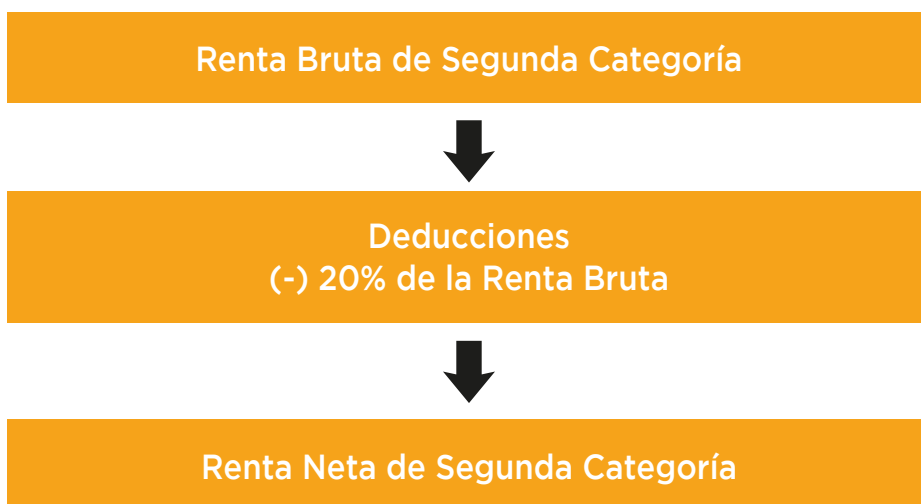 Renta Bruta de Segunda Categoría
Deducciones
(-) 20% de la Renta Bruta
Renta Neta de Segunda Categoría